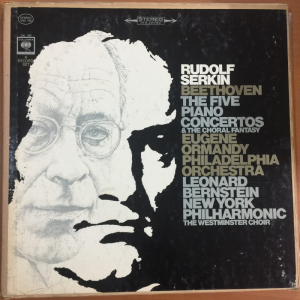 STEREO
CBS
RUDOLF
SERKIN
BEETHOVEN
THE FIVE
PIANO
CONCERTOS
& THE CHORAL FANTASY
EUGENE
ORMANDY
PHILADELPHIA
ORCHESTRA
LEONARD
BERNSTEIN
NEW YORK
PHILHARMONIC
THE WESTMINSTER CHOIR